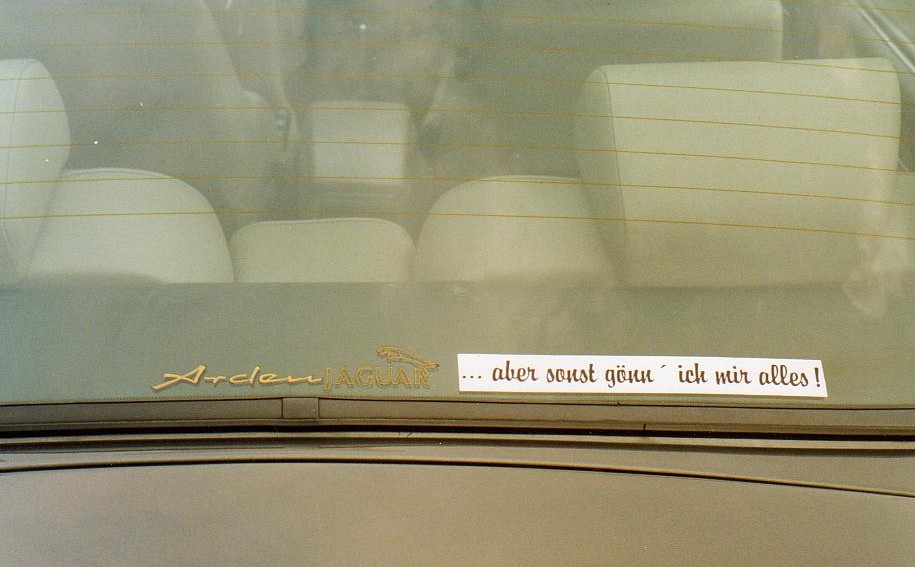 Arden JAGUAR
... aber sonst gönn´ ich mir alles!